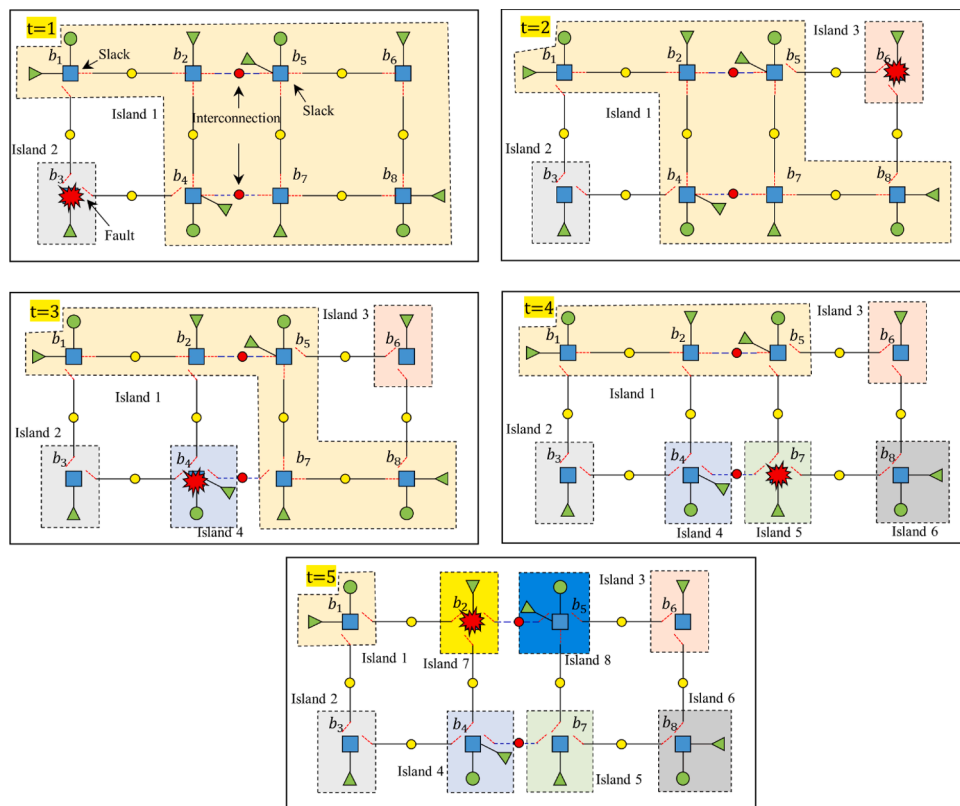 t=1
b₁
Slack
b₂
b₅
b₆
Island 1
Interconnection
Slack
Island 2
b₃
b₄
b₇
b₈
Fault
t=2
Island 3
b₁
b₂
b₅
b₆
Island 1
Island 2
b₃
b₄
b₇
b₈
t=3
Island 3
b₁
b₂
b₅
b₆
Island 1
Island 2
b₃
b₄
b₇
b₈
Island 4
t=4
Island 3
b₁
b₂
b₅
b₆
Island 1
Island 2
b₃
b₄
b₇
b₈
Island 4
Island 5
Island 6
t=5
Island 3
b₁
b₂
b₅
b₆
Island 1
Island 7
Island 8
Island 2
Island 6
b₃
b₄
b₇
b₈
Island 4
Island 5